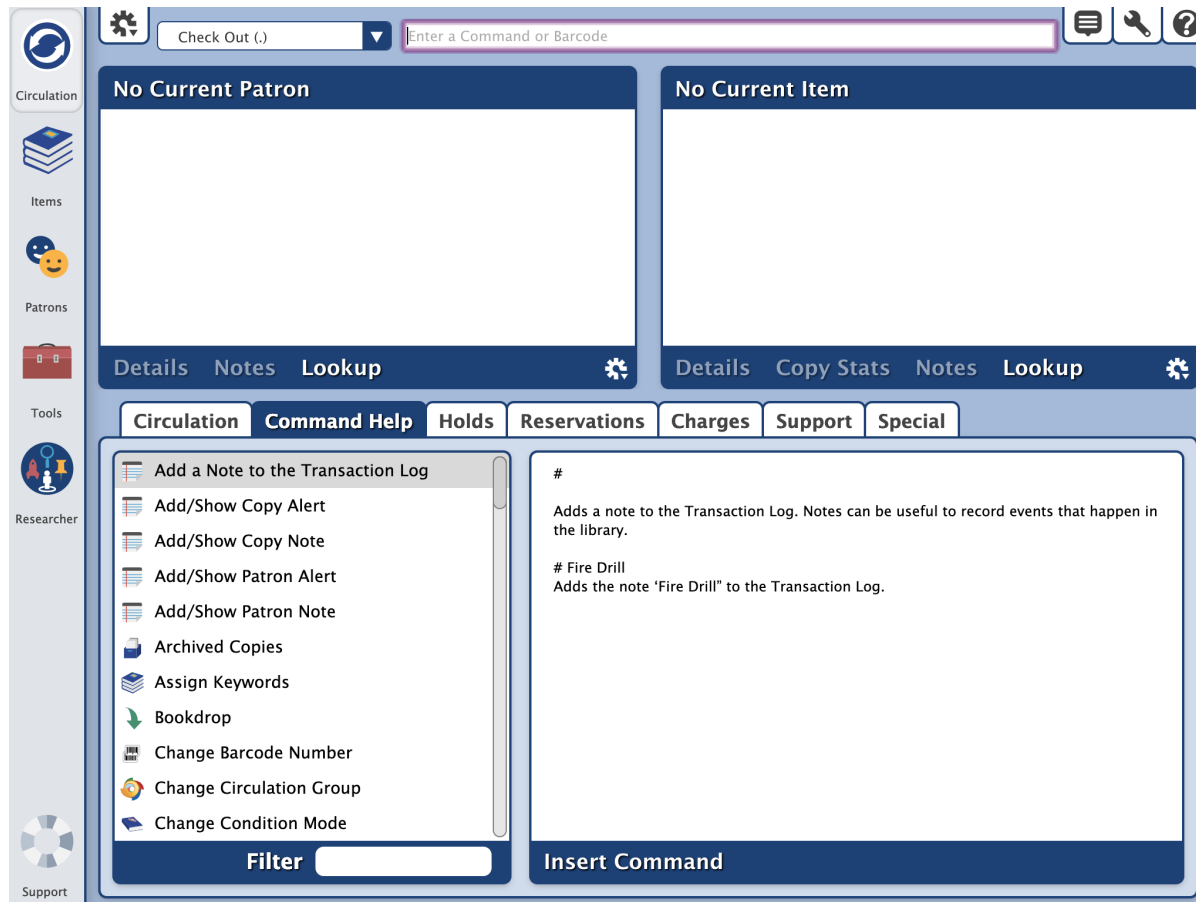 Circulation
Items
Patrons
Tools
Researcher
Support
Check Out (.)
Enter a Command or Barcode
No Current Patron
Details Notes Lookup
No Current Item
Details Copy Stats Notes Lookup
Circulation Command Help Holds Reservations Charges Support Special
Add a Note to the Transaction Log
Add/Show Copy Alert
Add/Show Copy Note
Add/Show Patron Alert
Add/Show Patron Note
Archived Copies
Assign Keywords
Bookdrop
Change Barcode Number
Change Circulation Group
Change Condition Mode
Filter
#
Adds a note to the Transaction Log. Notes can be useful to record events that happen in
the library.
# Fire Drill
Adds the note ‘Fire Drill” to the Transaction Log.
Insert Command